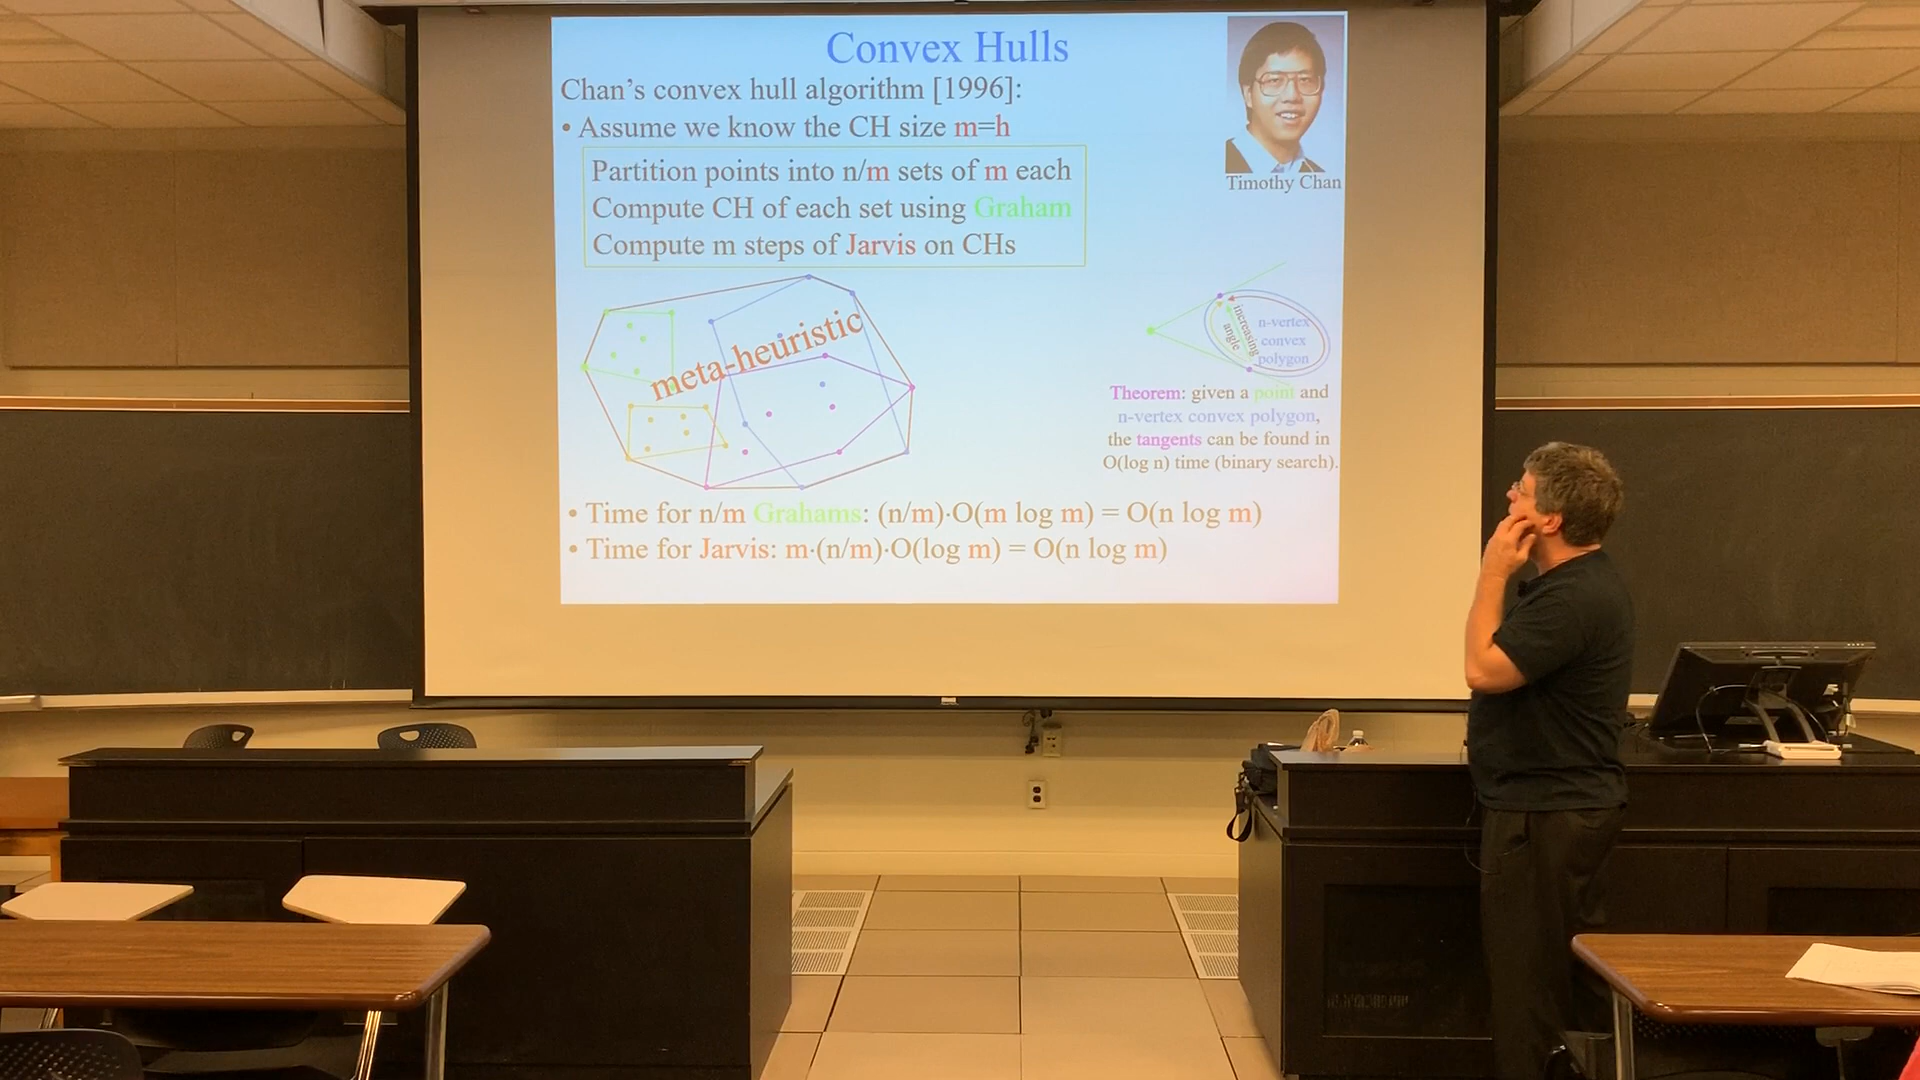 Convex Hulls
Chan's convex hull algorithm [1996]:
• Assume we know the CH size m=h
Partition points into n/m sets of m each
Compute CH of each set using Graham
Compute m steps of Jarvis on CHs
Timothy Chan
meta-heuristic
increasing
angle
n-vertex
convex
polygon
Theorem: given a point and
n-vertex convex polygon,
the tangents can be found in
O(log n) time (binary search).
• Time for n/m Grahams: (n/m)·O(m log m) = O(n log m)
• Time for Jarvis: m·(n/m)·O(log m) = O(n log m)